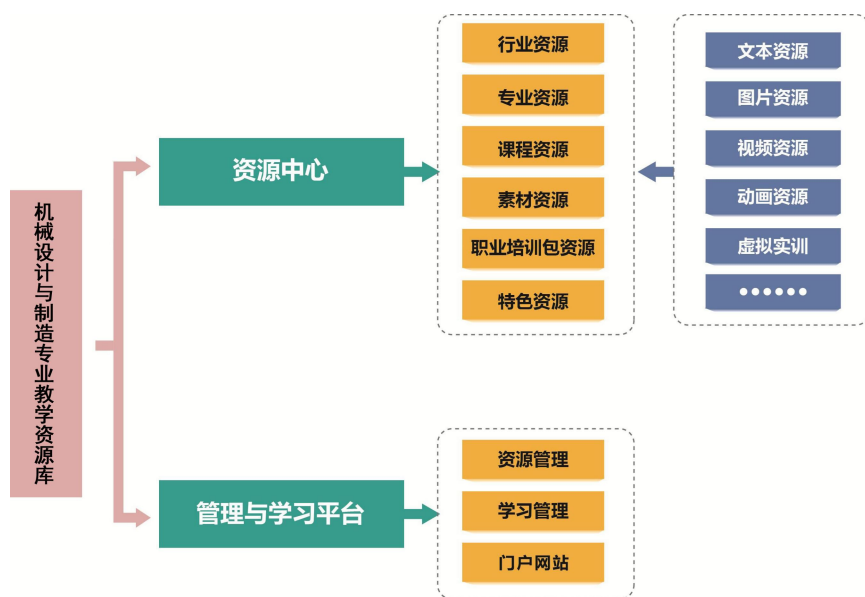 机械设计与制造专业教学资源库
资源中心
行业资源
专业资源
课程资源
素材资源
职业培训包资源
特色资源
文本资源
图片资源
视频资源
动画资源
虚拟实训
••••••
管理与学习平台
资源管理
学习管理
门户网站